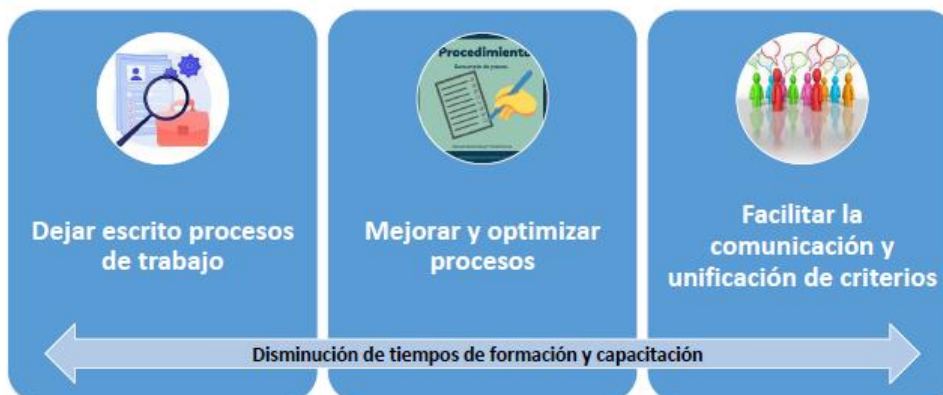 Procedimiento
Dejar escrito procesos
de trabajo
Mejorar y optimizar
procesos
Facilitar la
comunicación y
unificación de criterios
Disminución de tiempos de formación y capacitación